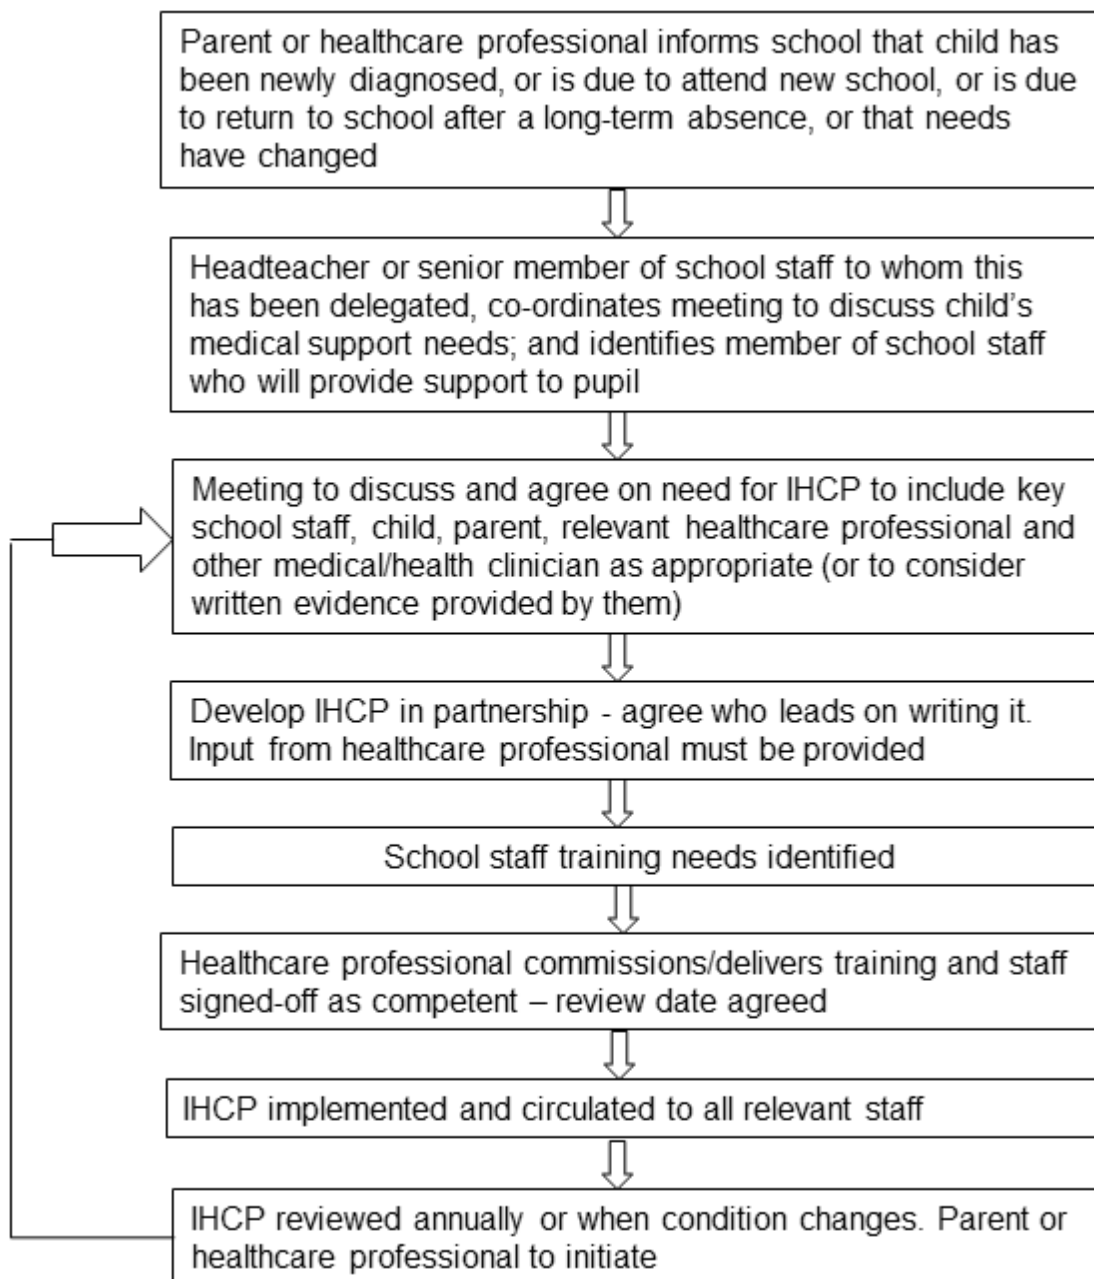 Parent or healthcare professional informs school that child has
been newly diagnosed, or is due to attend new school, or is due
to return to school after a long-term absence, or that needs
have changed
Headteacher or senior member of school staff to whom this
has been delegated, co-ordinates meeting to discuss child's
medical support needs; and identifies member of school staff
who will provide support to pupil
Meeting to discuss and agree on need for IHCP to include key
school staff, child, parent, relevant healthcare professional and
other medical/health clinician as appropriate (or to consider
written evidence provided by them)
Develop IHCP in partnership - agree who leads on writing it.
Input from healthcare professional must be provided
School staff training needs identified
Healthcare professional commissions/delivers training and staff
signed-off as competent – review date agreed
IHCP implemented and circulated to all relevant staff
IHCP reviewed annually or when condition changes. Parent or
healthcare professional to initiate